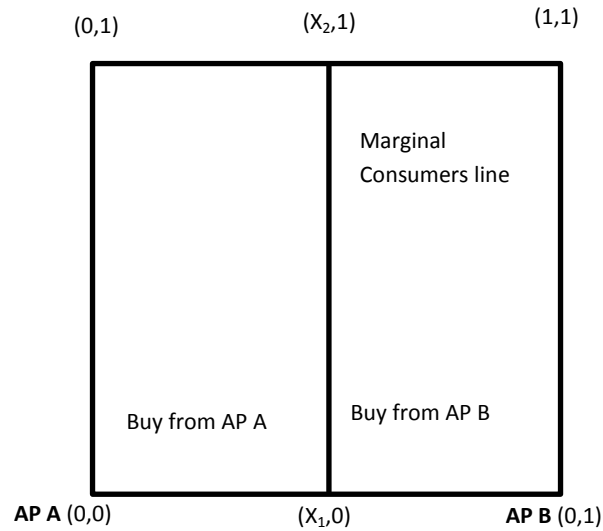 (0,1) (X₂,1) (1,1)
Marginal
Consumers line
Buy from AP A Buy from AP B
AP A (0,0) (X₁,0) AP B (0,1)